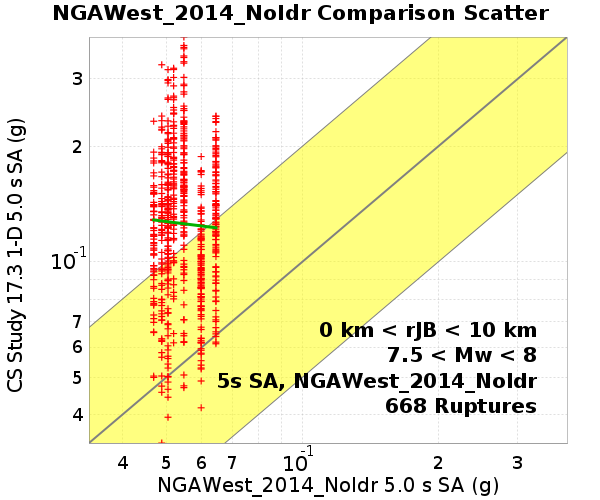 NGAWest_2014_NoIdr Comparison Scatter
CS Study 17.3 1-D 5.0 s SA (g)
3
2
10-1
7
6
5
4
0 km < rJB < 10 km
7.5 < Mw < 8
5s SA, NGAWest_2014_NoIdr
668 Ruptures
4 5 6 7 10-1 2 3
NGAWest_2014_NoIdr 5.0 s SA (g)